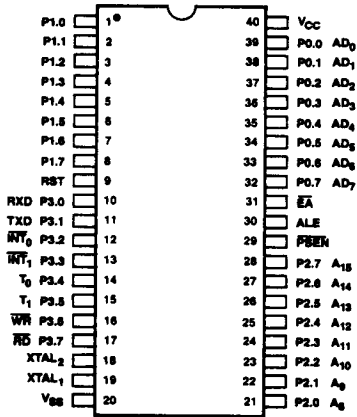 P1.0 1 40 VCC
P1.1 2 39 P0.0 AD0
P1.2 3 38 P0.1 AD1
P1.3 4 37 P0.2 AD2
P1.4 5 36 P0.3 AD3
P1.5 6 35 P0.4 AD4
P1.6 7 34 P0.5 AD5
P1.7 8 33 P0.6 AD6
RST 9 32 P0.7 AD7
RXD P3.0 10 31 EA
TXD P3.1 11 30 ALE
INT0 P3.2 12 29 PSEN
INT1 P3.3 13 28 P2.7 A15
T0 P3.4 14 27 P2.6 A14
T1 P3.5 15 26 P2.5 A13
WR P3.6 16 25 P2.4 A12
RD P3.7 17 24 P2.3 A11
XTAL2 18 23 P2.2 A10
XTAL1 19 22 P2.1 A9
VSS 20 21 P2.0 A8